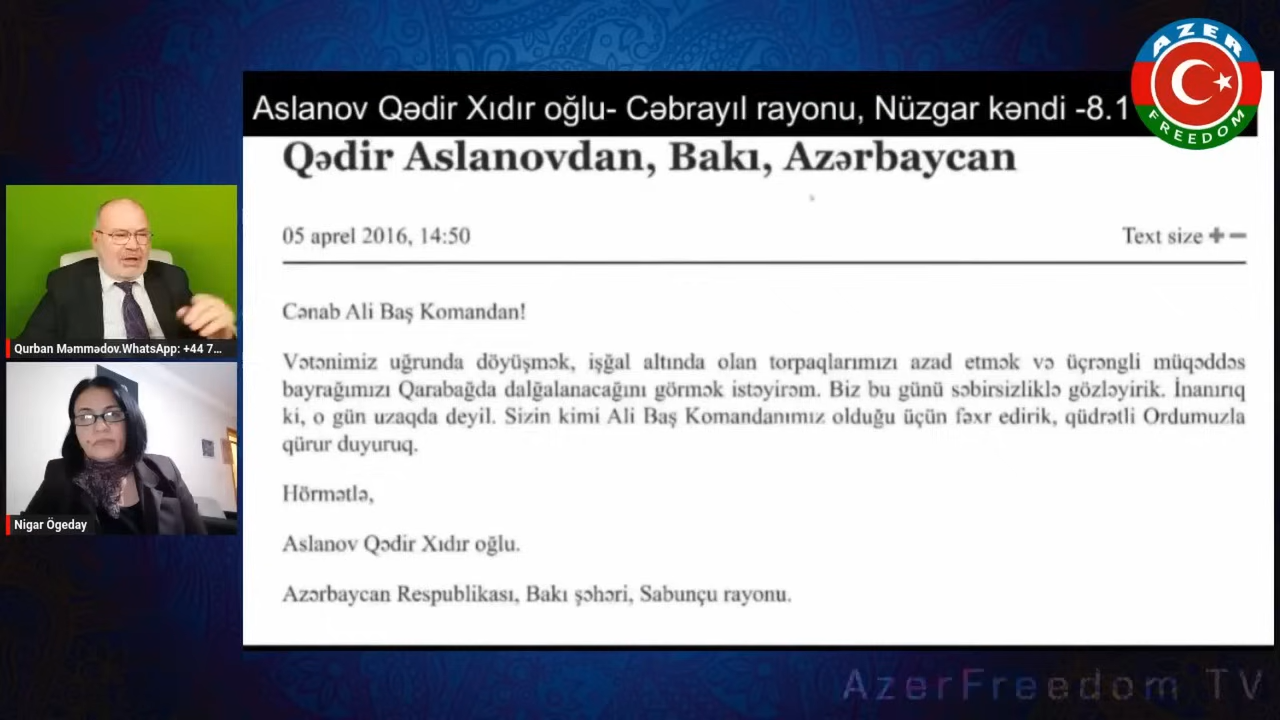 AZER
FREEDOM
Aslanov Qədir Xıdır oğlu- Cəbrayıl rayonu, Nüzgar kəndi -8.1
Qədir Aslanovdan, Bakı, Azərbaycan
05 aprel 2016, 14:50
Text size + −
Cənab Ali Baş Komandan!
Vətənimiz uğrunda döyüşmək, işğal altında olan torpaqlarımızı azad etmək və üçrəngli müqəddəs
bayrağımızı Qarabağda dalğalanacağını görmək istəyirəm. Biz bu günü səbirsizliklə gözləyirik. İnanırıq
ki, o gün uzaqda deyil. Sizin kimi Ali Baş Komandanımız olduğu üçün fəxr edirik, qüdrətli Ordumuzla
qürur duyuruq.
Hörmətlə,
Aslanov Qədir Xıdır oğlu.
Azərbaycan Respublikası, Bakı şəhəri, Sabunçu rayonu.
Qurban Məmmədov.WhatsApp: +44 7...
Nigar Ögeday
AzerFreedom TV